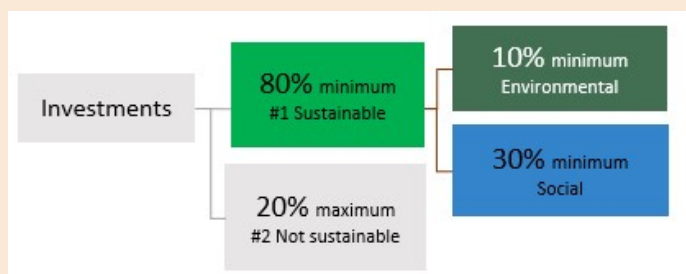 Investments
80% minimum
#1 Sustainable
20% maximum
#2 Not sustainable
10% minimum
Environmental
30% minimum
Social